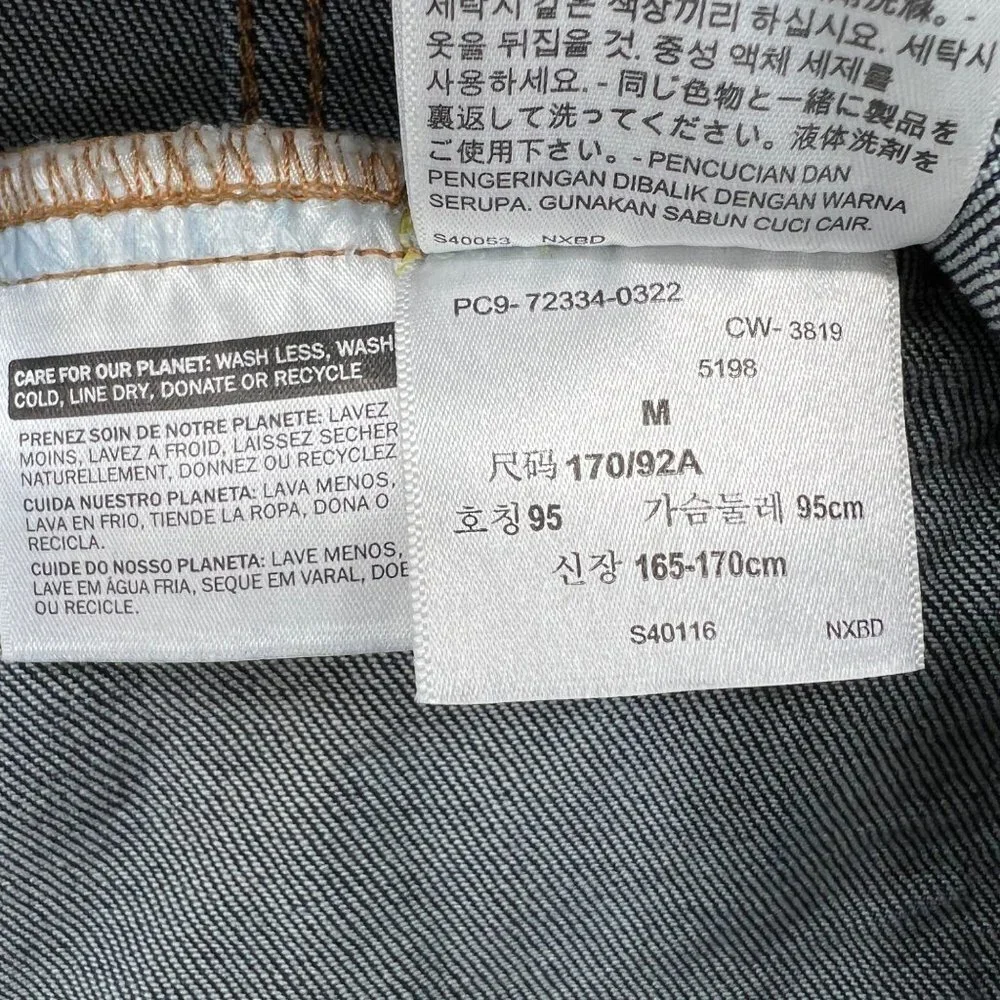 세탁시 같은 색상끼리 하십시요. 세탁시
옷을 뒤집을 것. 중성 액체 세제를
사용하세요. - 同じ色物と一緒に製品を
裏返して洗ってください。液体洗剤を
ご使用下さい。- PENCUCIAN DAN
PENGERINGAN DIBALIK DENGAN WARNA
SERUPA. GUNAKAN SABUN CUCI CAIR.
S40053 NXBD
CARE FOR OUR PLANET: WASH LESS, WASH
COLD, LINE DRY, DONATE OR RECYCLE
PRENEZ SOIN DE NOTRE PLANETE: LAVEZ
MOINS, LAVEZ A FROID, LAISSEZ SECHER
NATURELLEMENT, DONNEZ OU RECYCLEZ
CUIDA NUESTRO PLANETA: LAVA MENOS,
LAVA EN FRIO, TIENDE LA ROPA, DONA O
RECICLA.
CUIDE DO NOSSO PLANETA: LAVE MENOS,
LAVE EM ÁGUA FRIA, SEQUE EM VARAL, DOE
OU RECICLE.
PC9-72334-0322
CW-3819
5198
M
尺码 170/92A
호칭 95 가슴둘레 95cm
신장 165-170cm
S40116 NXBD